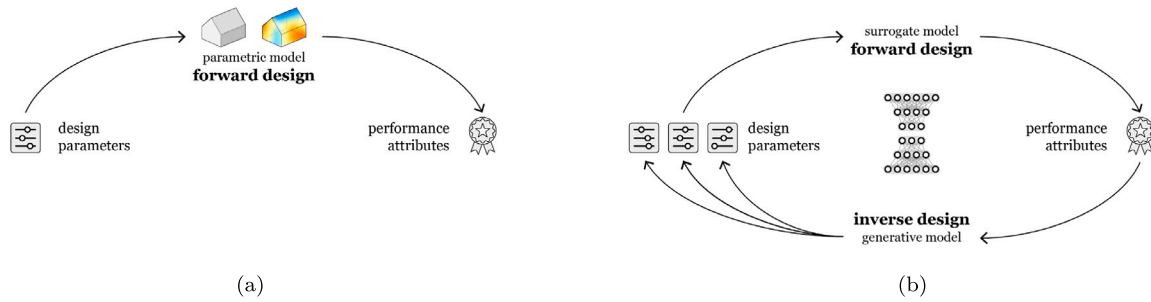 parametric model
forward design
design
parameters
performance
attributes
(a)
surrogate model
forward design
design
parameters
performance
attributes
inverse design
generative model
(b)